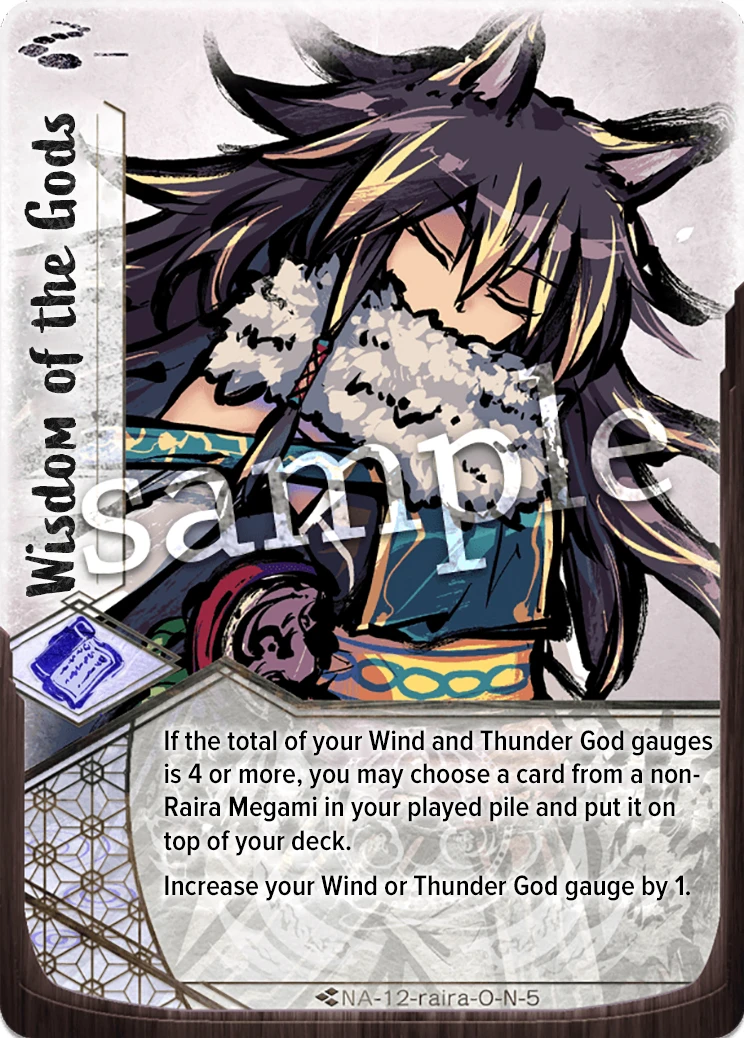 Wisdom of the Gods
sample
If the total of your Wind and Thunder God gauges
is 4 or more, you may choose a card from a non-
Raira Megami in your played pile and put it on
top of your deck.
Increase your Wind or Thunder God gauge by 1.
NA-12-raira-O-N-5